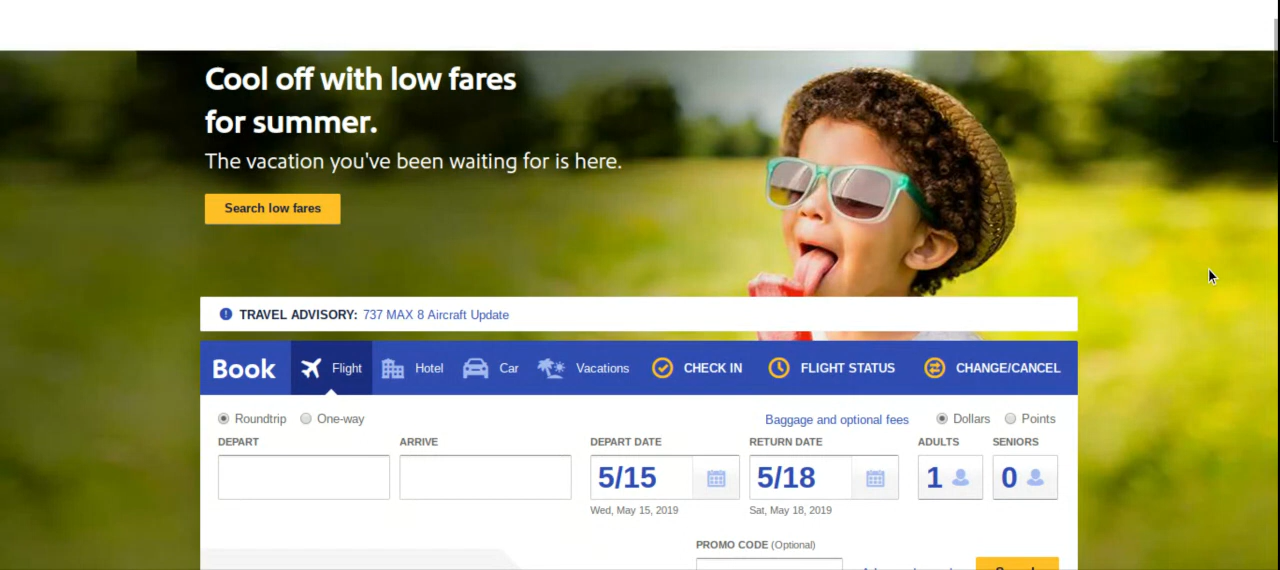 Cool off with low fares
for summer.
The vacation you've been waiting for is here.
Search low fares
TRAVEL ADVISORY: 737 MAX 8 Aircraft Update
Book Flight Hotel Car Vacations CHECK IN FLIGHT STATUS CHANGE/CANCEL
Roundtrip One-way Baggage and optional fees Dollars Points
DEPART ARRIVE DEPART DATE RETURN DATE ADULTS SENIORS
5/15 5/18 1 0
Wed, May 15, 2019 Sat, May 18, 2019
PROMO CODE (Optional)